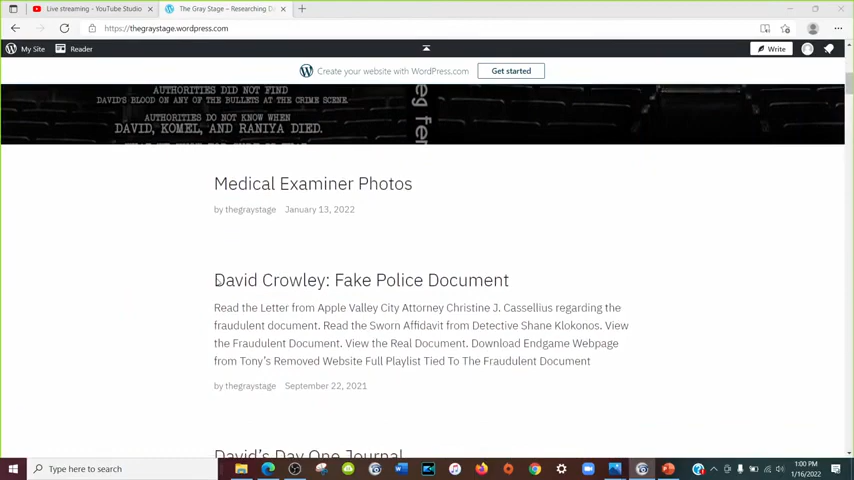 Live streaming - YouTube Studio
The Gray Stage – Researching D
https://thegraystage.wordpress.com
My Site
Reader
Write
Create your website with WordPress.com
Get started
AUTHORITIES DID NOT FIND
DAVID'S BLOOD ON ANY OF THE BULLETS AT THE CRIME SCENE.
AUTHORITIES DO NOT KNOW WHEN
DAVID, KOMEL, AND RANIYA DIED.
Medical Examiner Photos
by thegraystage January 13, 2022
David Crowley: Fake Police Document
Read the Letter from Apple Valley City Attorney Christine J. Cassellius regarding the
fraudulent document. Read the Sworn Affidavit from Detective Shane Klokonos. View
the Fraudulent Document. View the Real Document. Download Endgame Webpage
from Tony's Removed Website Full Playlist Tied To The Fraudulent Document
by thegraystage September 22, 2021
David's Day One Journal
Type here to search
1:00 PM
1/16/2022